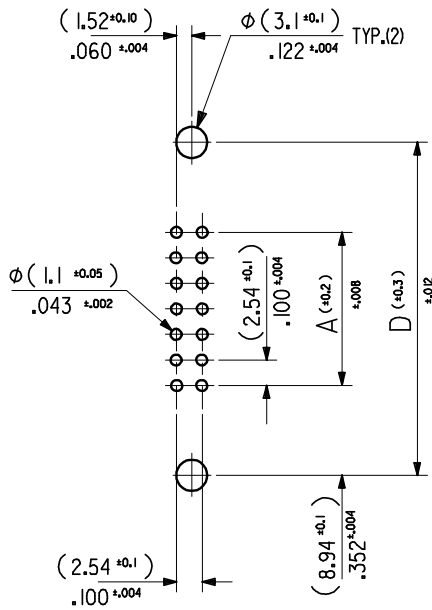 (1.52±0.10)
.060 ±.004
Ø(3.1±0.1)
.122 ±.004
TYP.(2)
Ø(1.1 ±0.05)
.043 ±.002
(2.54±0.1)
.100±.004
A(±0.2)
±.008
D(±0.3)
±.012
(2.54 ±0.1)
.100 ±.004
(8.94±0.1)
.352±.004